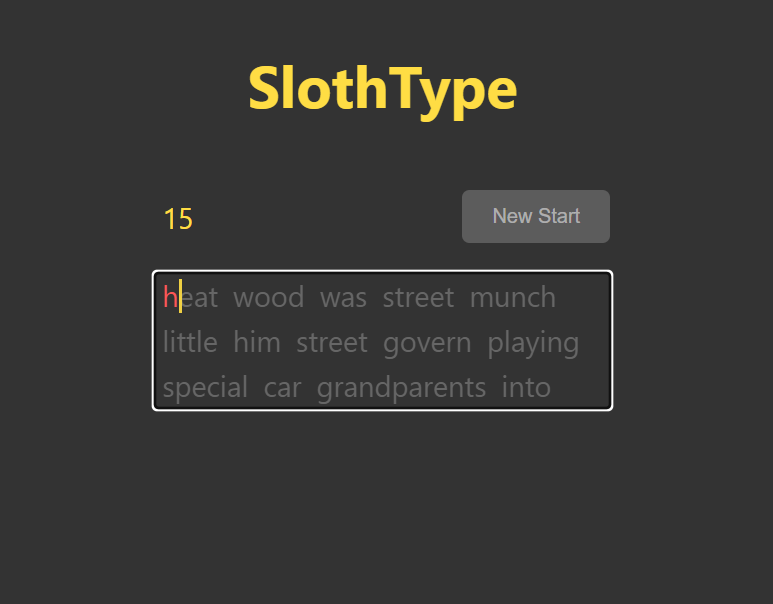 SlothType
15
New Start
heat wood was street munch
little him street govern playing
special car grandparents into